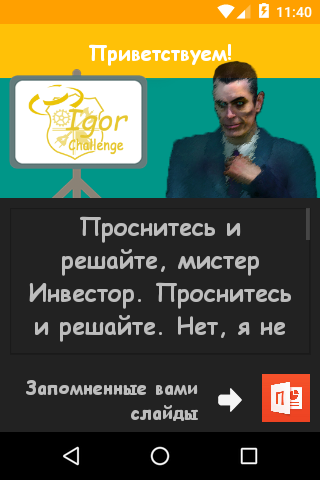 11:40
Приветствуем!
Igor
Challenge
Проснитесь и
решайте, мистер
Инвестор. Проснитесь
и решайте. Нет, я не
Запомненные вами
слайды
П